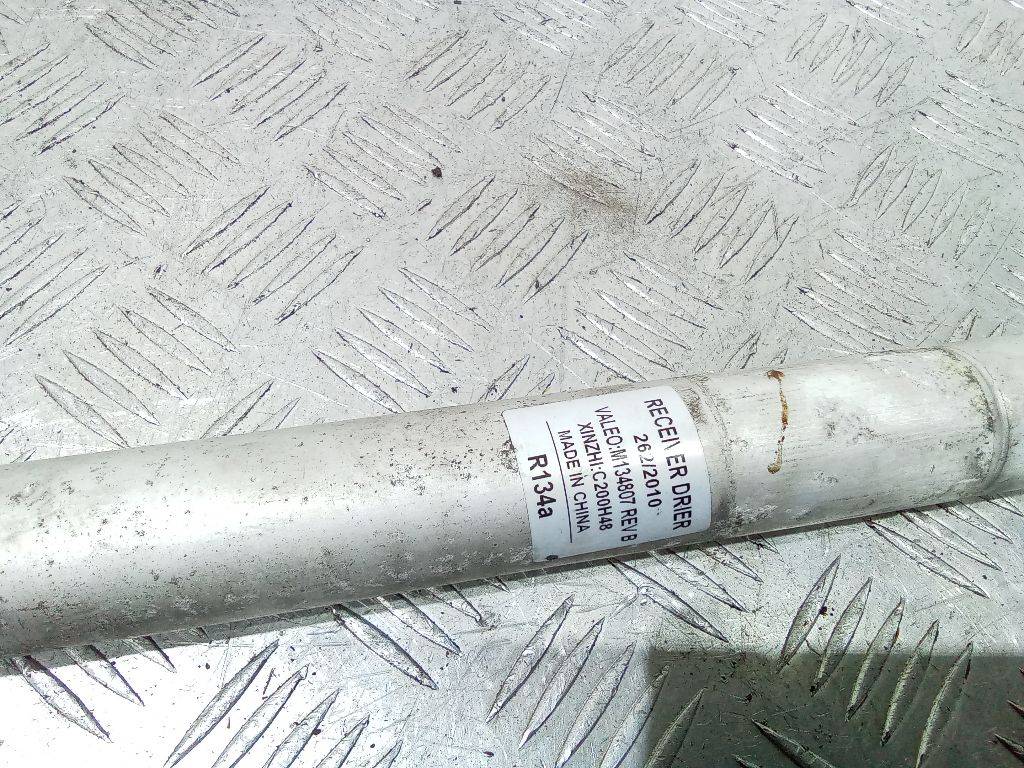 RECEIVER DRIER
VALEO:M134807 REV B
XINZHI:C200H48
MADE IN CHINA
R134a